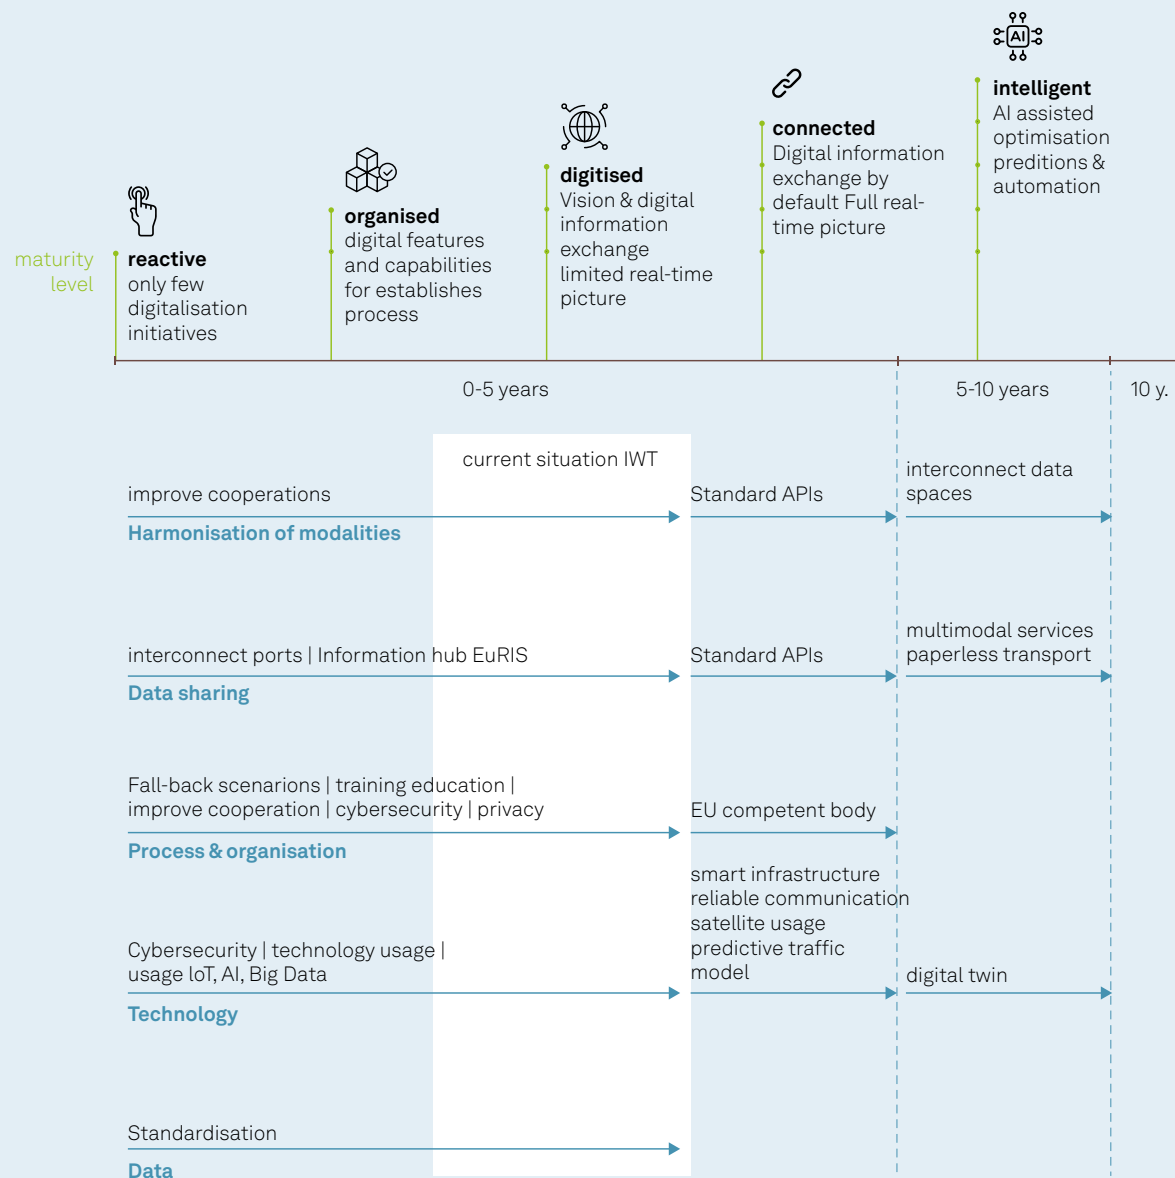 AI
intelligent
AI assisted
optimisation
preditions &
automation
connected
Digital information
exchange by
default Full real-
time picture
digitised
Vision & digital
information
exchange
limited real-time
picture
organised
digital features
and capabilities
for establishes
process
maturity
level
reactive
only few
digitalisation
initiatives
0-5 years
5-10 years
10 y.
current situation IWT
improve cooperations
Standard APIs
interconnect data
spaces
Harmonisation of modalities
interconnect ports | Information hub EuRIS
Standard APIs
multimodal services
paperless transport
Data sharing
Fall-back scenarions | training education |
improve cooperation | cybersecurity | privacy
EU competent body
Process & organisation
Cybersecurity | technology usage |
usage IoT, AI, Big Data
smart infrastructure
reliable communication
satellite usage
predictive traffic
model
digital twin
Technology
Standardisation
Data